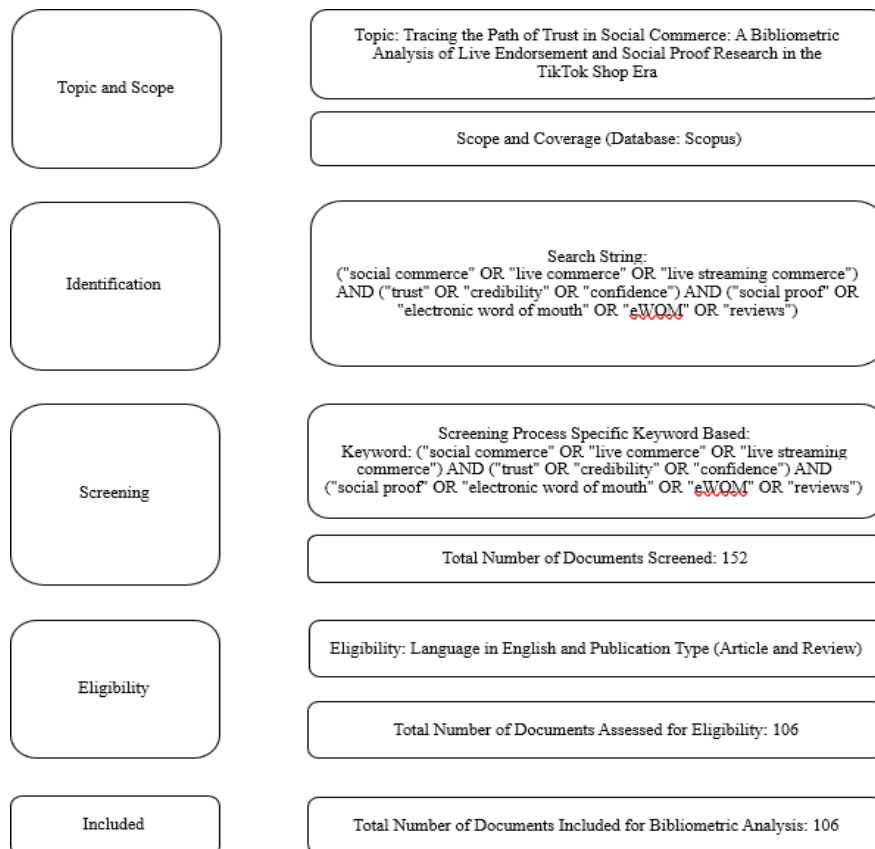 Topic and Scope
Topic: Tracing the Path of Trust in Social Commerce: A Bibliometric
Analysis of Live Endorsement and Social Proof Research in the
TikTok Shop Era
Scope and Coverage (Database: Scopus)
Identification
Search String:
("social commerce" OR "live commerce" OR "live streaming commerce")
AND ("trust" OR "credibility" OR "confidence") AND ("social proof" OR
"electronic word of mouth" OR "eWOM" OR "reviews")
Screening
Screening Process Specific Keyword Based:
Keyword: ("social commerce" OR "live commerce" OR "live streaming
commerce") AND ("trust" OR "credibility" OR "confidence") AND
("social proof" OR "electronic word of mouth" OR "eWOM" OR "reviews")
Total Number of Documents Screened: 152
Eligibility
Eligibility: Language in English and Publication Type (Article and Review)
Total Number of Documents Assessed for Eligibility: 106
Included
Total Number of Documents Included for Bibliometric Analysis: 106